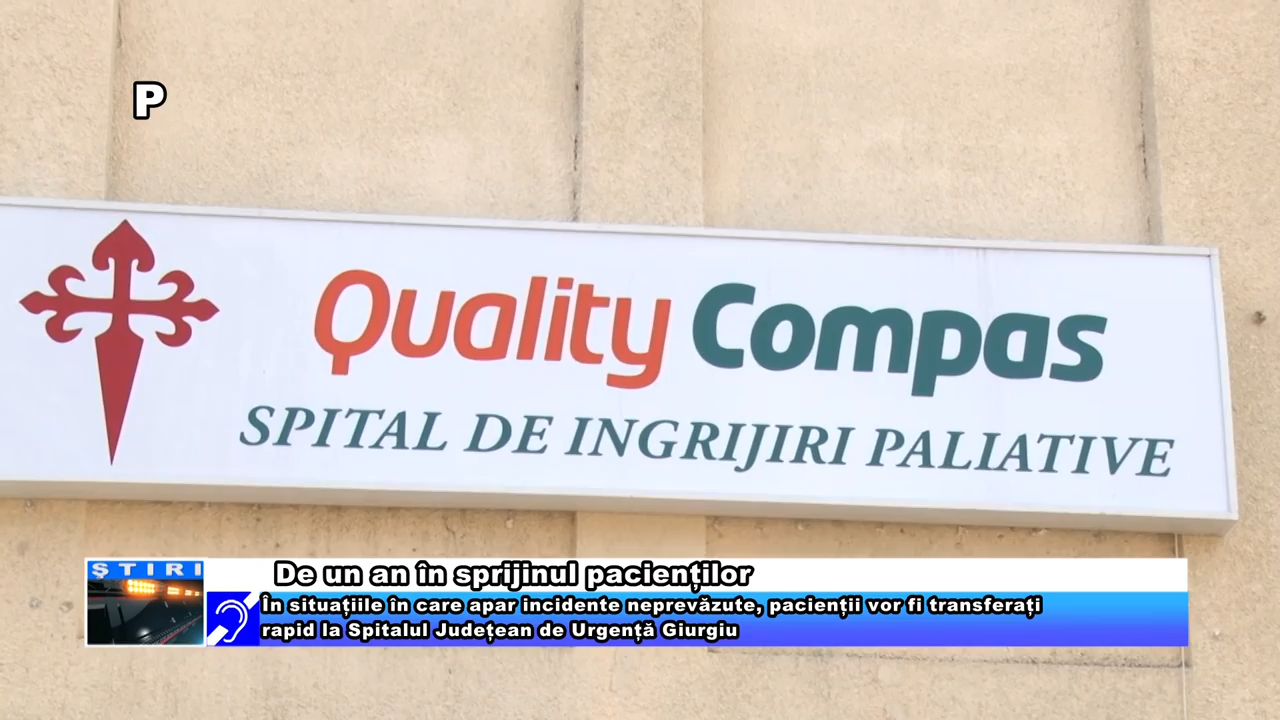 P
Quality Compas
SPITAL DE INGRIJIRI PALIATIVE
ŞTIRI
De un an în sprijinul pacienților
În situațiile în care apar incidente neprevăzute, pacienții vor fi transferați
rapid la Spitalul Județean de Urgență Giurgiu